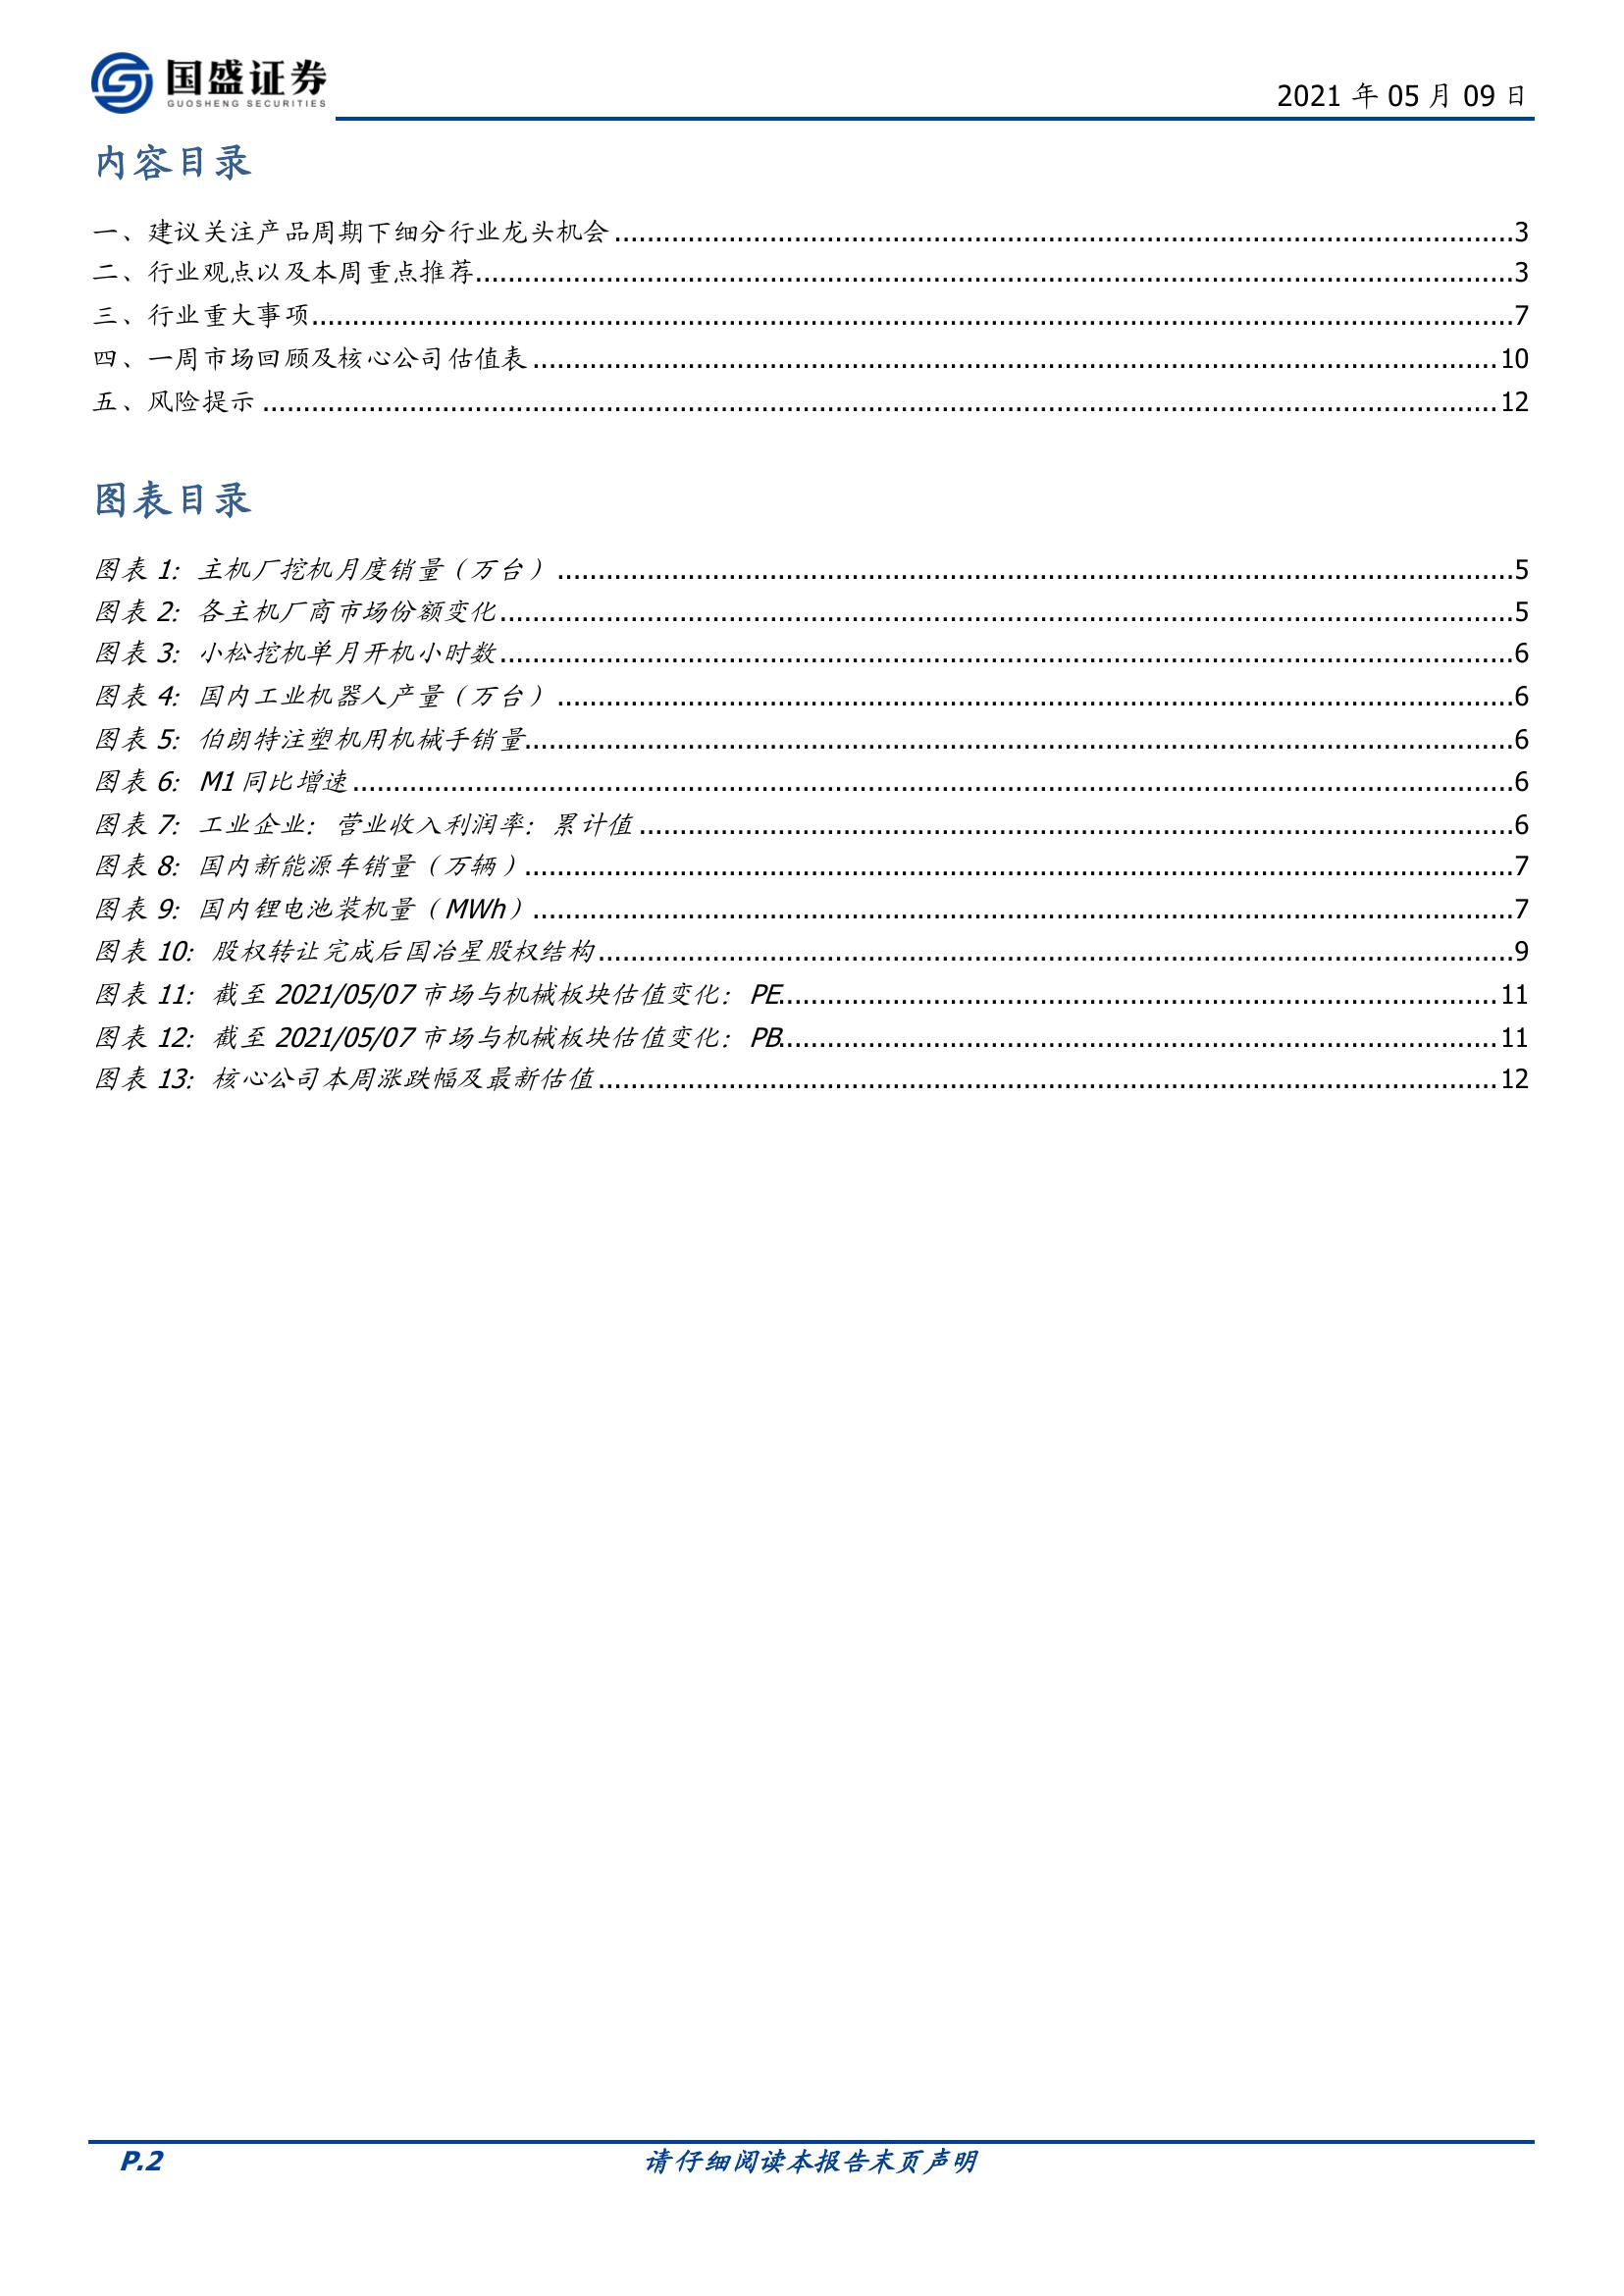 国盛证券
GUOSHENG SECURITIES
2021 年 05 月 09 日
内容目录
一、建议关注产品周期下细分行业龙头机会........................3
二、行业观点以及本周重点推荐........................3
三、行业重大事项........................7
四、一周市场回顾及核心公司估值表........................10
五、风险提示........................12
图表目录
图表 1：主机厂挖机月度销量（万台）........................5
图表 2：各主机厂商市场份额变化........................5
图表 3：小松挖机单月开机小时数........................6
图表 4：国内工业机器人产量（万台）........................6
图表 5：伯朗特注塑机用机械手销量........................6
图表 6：M1 同比增速........................6
图表 7：工业企业：营业收入利润率：累计值........................6
图表 8：国内新能源车销量（万辆）........................7
图表 9：国内锂电池装机量（MWh）........................7
图表 10：股权转让完成后国冶星股权结构........................9
图表 11：截至 2021/05/07 市场与机械板块估值变化：PE........................11
图表 12：截至 2021/05/07 市场与机械板块估值变化：PB........................11
图表 13：核心公司本周涨跌幅及最新估值........................12
P.2
请仔细阅读本报告末页声明